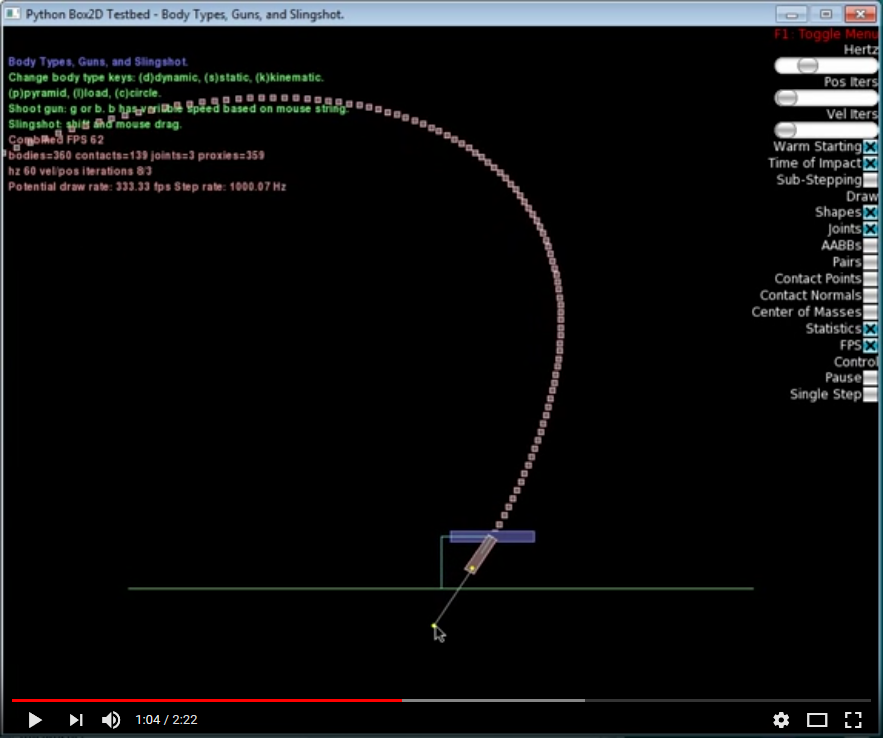 Python Box2D Testbed - Body Types, Guns, and Slingshot.
F1: Toggle Menu
Hertz
Body Types, Guns, and Slingshot.
Change body type keys: (d)dynamic, (s)static, (k)kinematic.
Pos Iters
(p)pyramid, (l)load, (c)circle.
Shoot gun: g or b. b has variable speed based on mouse string.
Vel Iters
Slingshot: shift and mouse drag.
Combined FPS 62
Warm Starting
bodies=360 contacts=139 joints=3 proxies=359
Time of Impact
hz 60 vel/pos iterations 8/3
Sub-Stepping
Potential draw rate: 333.33 fps Step rate: 1000.07 Hz
Draw
Shapes
Joints
AABBs
Pairs
Contact Points
Contact Normals
Center of Masses
Statistics
FPS
Control
Pause
Single Step
1:04 / 2:22